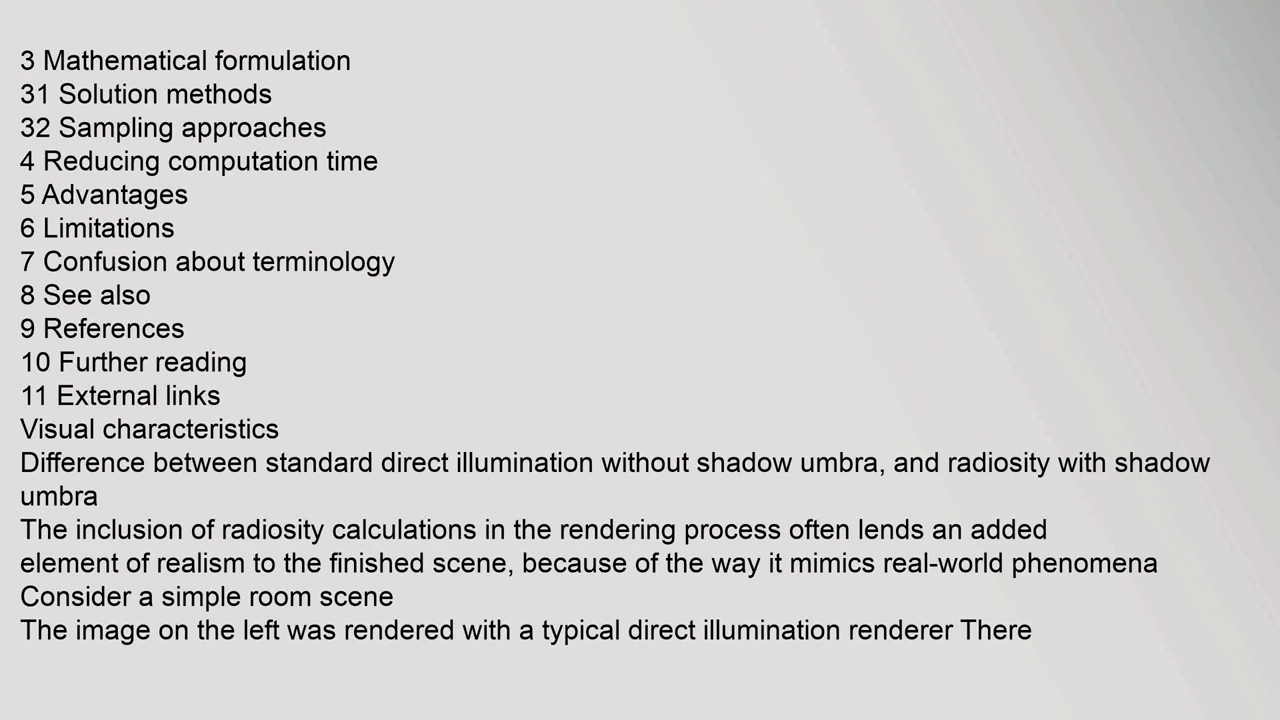 3 Mathematical formulation
31 Solution methods
32 Sampling approaches
4 Reducing computation time
5 Advantages
6 Limitations
7 Confusion about terminology
8 See also
9 References
10 Further reading
11 External links
Visual characteristics
Difference between standard direct illumination without shadow umbra, and radiosity with shadow
umbra
The inclusion of radiosity calculations in the rendering process often lends an added
element of realism to the finished scene, because of the way it mimics real-world phenomena
Consider a simple room scene
The image on the left was rendered with a typical direct illumination renderer There